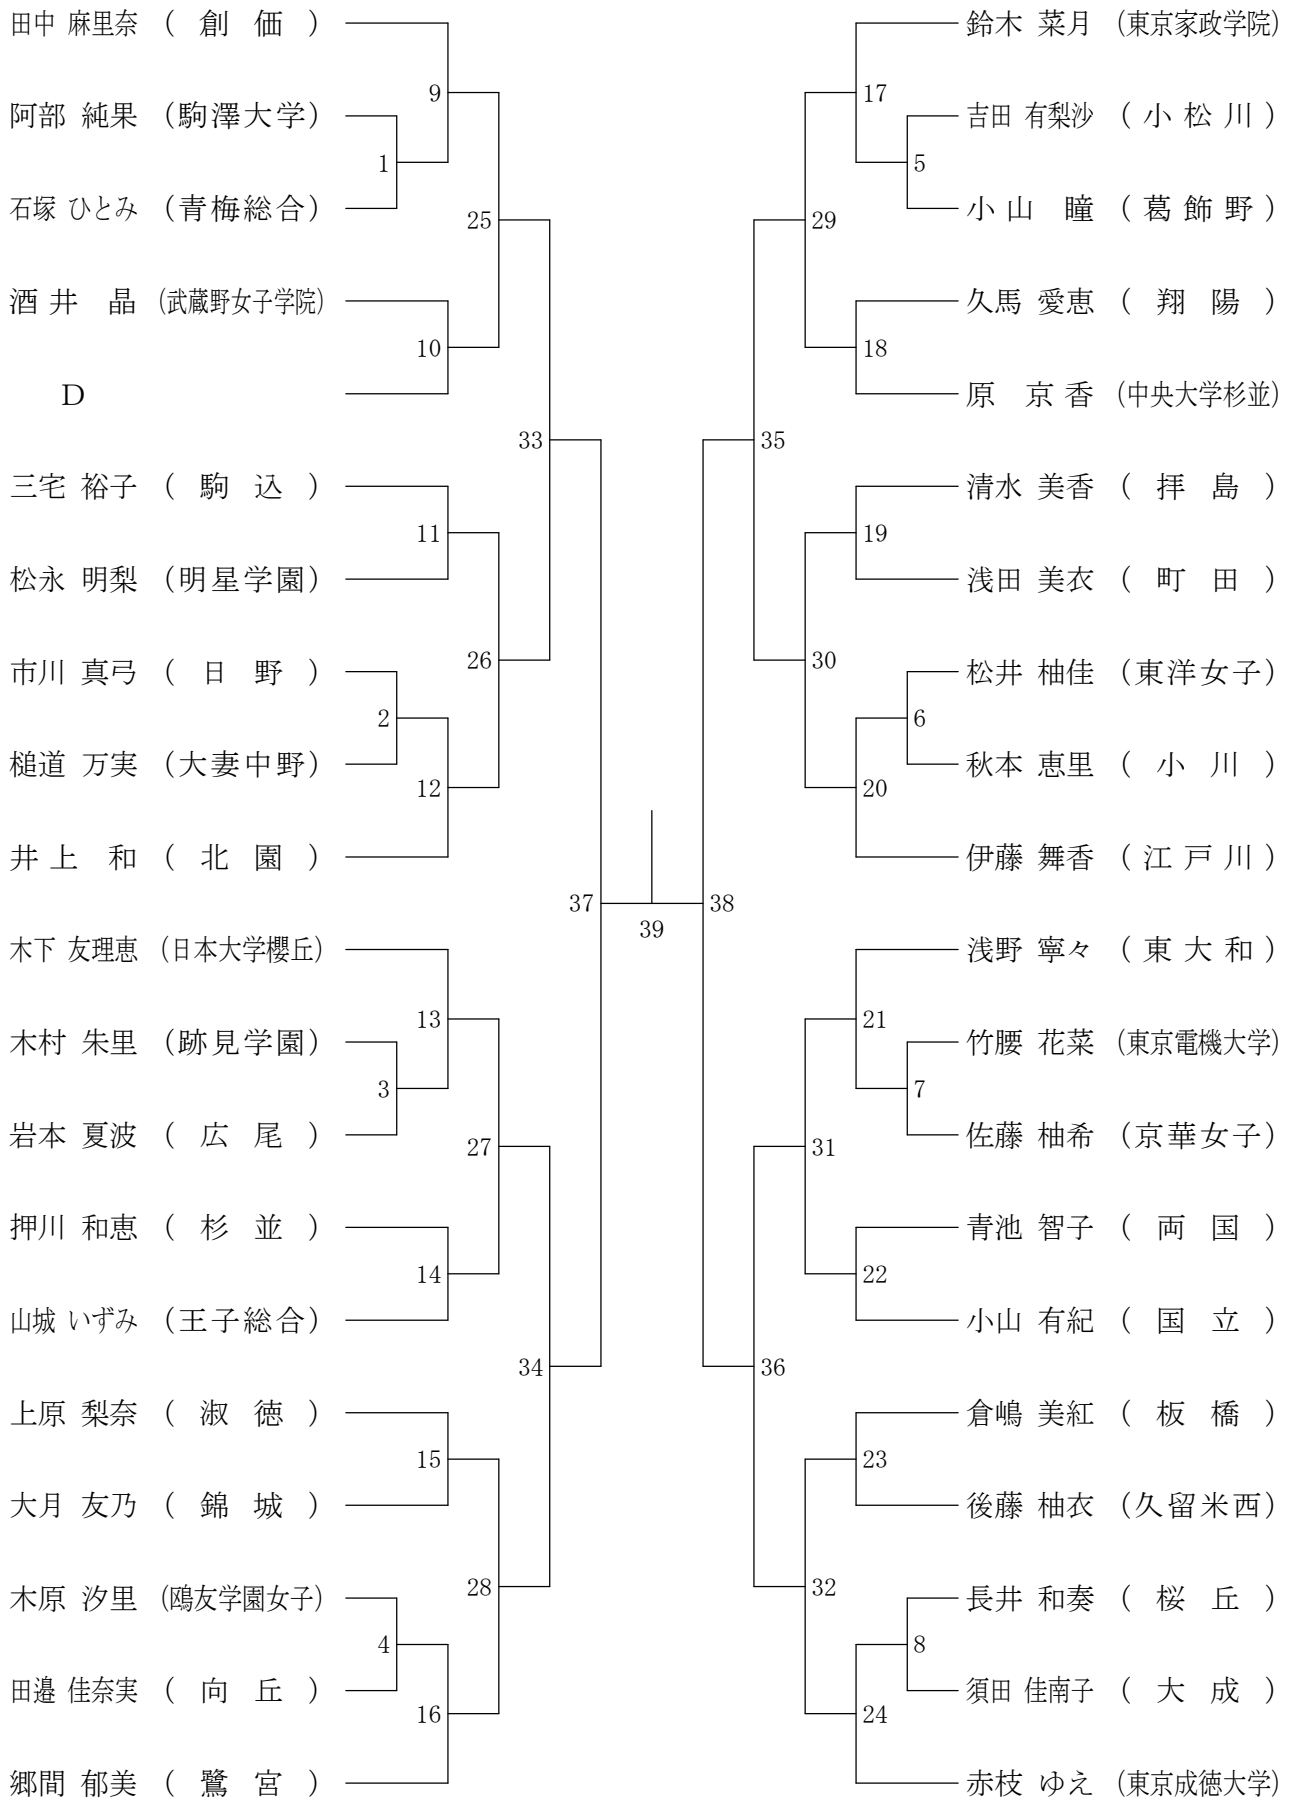 田中 麻里奈 （ 創 価 ）
阿部 純果 （駒澤大学）
石塚 ひとみ （青梅総合）
酒井 晶 （武蔵野女子学院）
D
三宅 裕子 （ 駒 込 ）
松永 明梨 （明星学園）
市川 真弓 （ 日 野 ）
槌道 万実 （大妻中野）
井上 和 （ 北 園 ）
木下 友理恵 （日本大学櫻丘）
木村 朱里 （跡見学園）
岩本 夏波 （ 広 尾 ）
押川 和恵 （ 杉 並 ）
山城 いずみ （王子総合）
上原 梨奈 （ 淑 徳 ）
大月 友乃 （ 錦 城 ）
木原 汐里 （鴎友学園女子）
田邉 佳奈実 （ 向 丘 ）
郷間 郁美 （ 鷺 宮 ）
1
2
3
4
9
10
11
12
13
14
15
16
25
26
27
28
33
34
37
39
38
35
36
29
30
31
32
17
18
19
20
21
22
23
24
5
6
7
8
鈴木 菜月 （東京家政学院）
吉田 有梨沙 （ 小 松 川 ）
小山 瞳 （ 葛 飾 野 ）
久馬 愛恵 （ 翔 陽 ）
原 京香 （中央大学杉並）
清水 美香 （ 拝 島 ）
浅田 美衣 （ 町 田 ）
松井 柚佳 （東洋女子）
秋本 恵里 （ 小 川 ）
伊藤 舞香 （ 江 戸 川 ）
浅野 寧々 （ 東 大 和 ）
竹腰 花菜 （東京電機大学）
佐藤 柚希 （京華女子）
青池 智子 （ 両 国 ）
小山 有紀 （ 国 立 ）
倉嶋 美紅 （ 板 橋 ）
後藤 柚衣 （久留米西）
長井 和奏 （ 桜 丘 ）
須田 佳南子 （ 大 成 ）
赤枝 ゆえ （東京成徳大学）